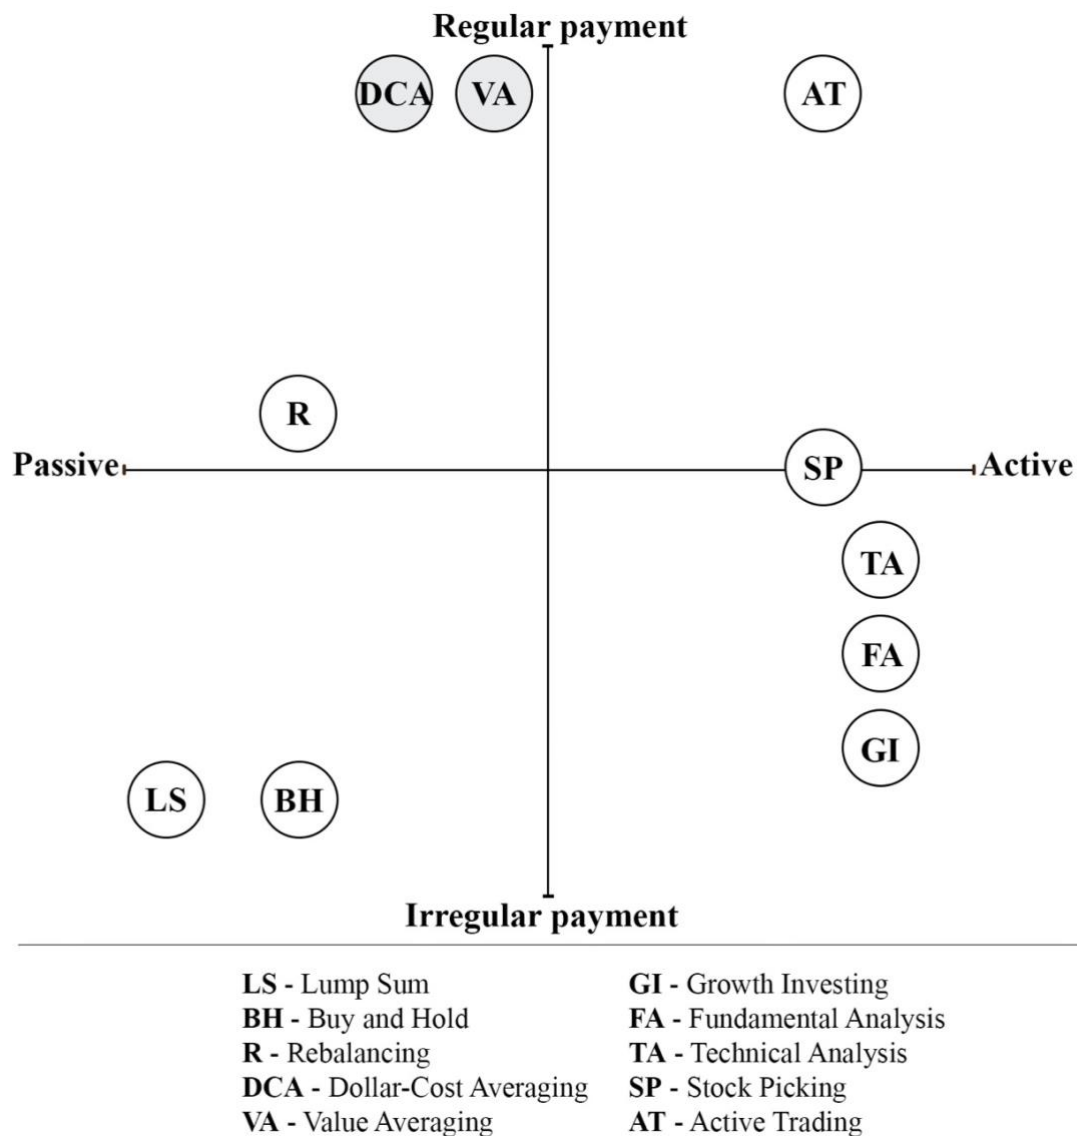 Regular payment
DCA VA AT
R
Passive SP Active
TA
FA
GI
LS BH
Irregular payment
LS - Lump Sum
BH - Buy and Hold
R - Rebalancing
DCA - Dollar-Cost Averaging
VA - Value Averaging
GI - Growth Investing
FA - Fundamental Analysis
TA - Technical Analysis
SP - Stock Picking
AT - Active Trading